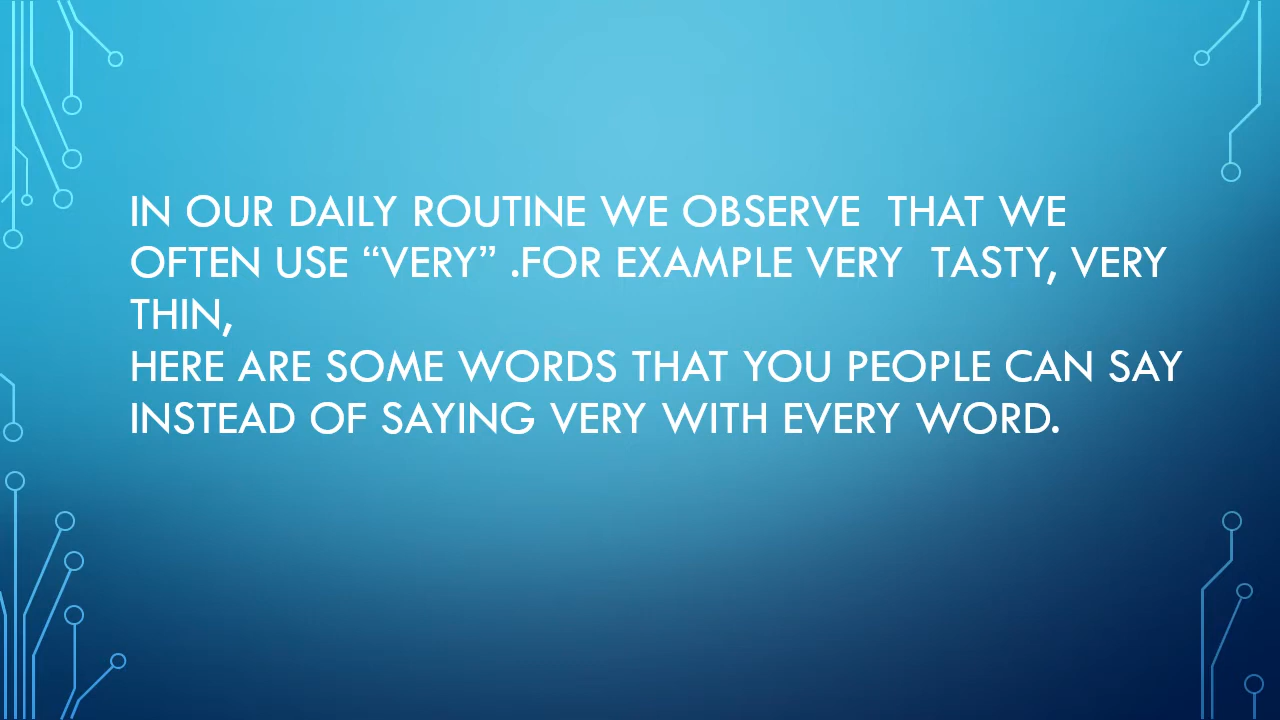 IN OUR DAILY ROUTINE WE OBSERVE  THAT WE
OFTEN USE “VERY” .FOR EXAMPLE VERY  TASTY, VERY
THIN,
HERE ARE SOME WORDS THAT YOU PEOPLE CAN SAY
INSTEAD OF SAYING VERY WITH EVERY WORD.